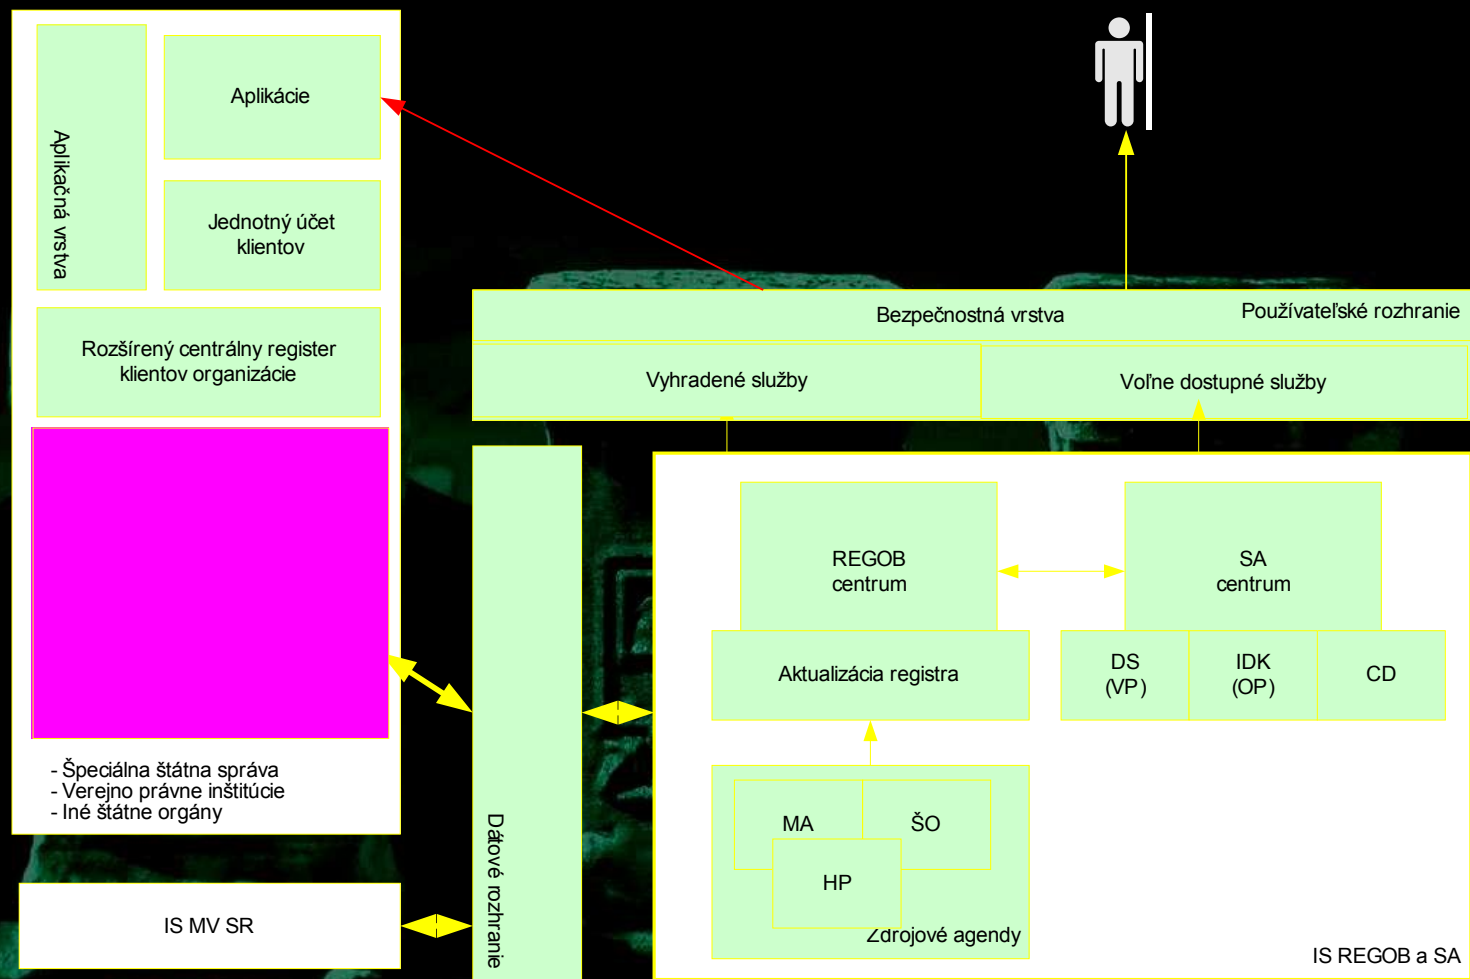 Aplikačná vrstva
Aplikácie
Jednotný účet
klientov
Rozšírený centrálny register
klientov organizácie
- Špeciálna štátna správa
- Verejno právne inštitúcie
- Iné štátne orgány
IS MV SR
Bezpečnostná vrstva
Používateľské rozhranie
Vyhradené služby
Voľne dostupné služby
Dátové rozhranie
REGOB
centrum
SA
centrum
Aktualizácia registra
DS
(VP)
IDK
(OP)
CD
MA
ŠO
HP
Zdrojové agendy
IS REGOB a SA